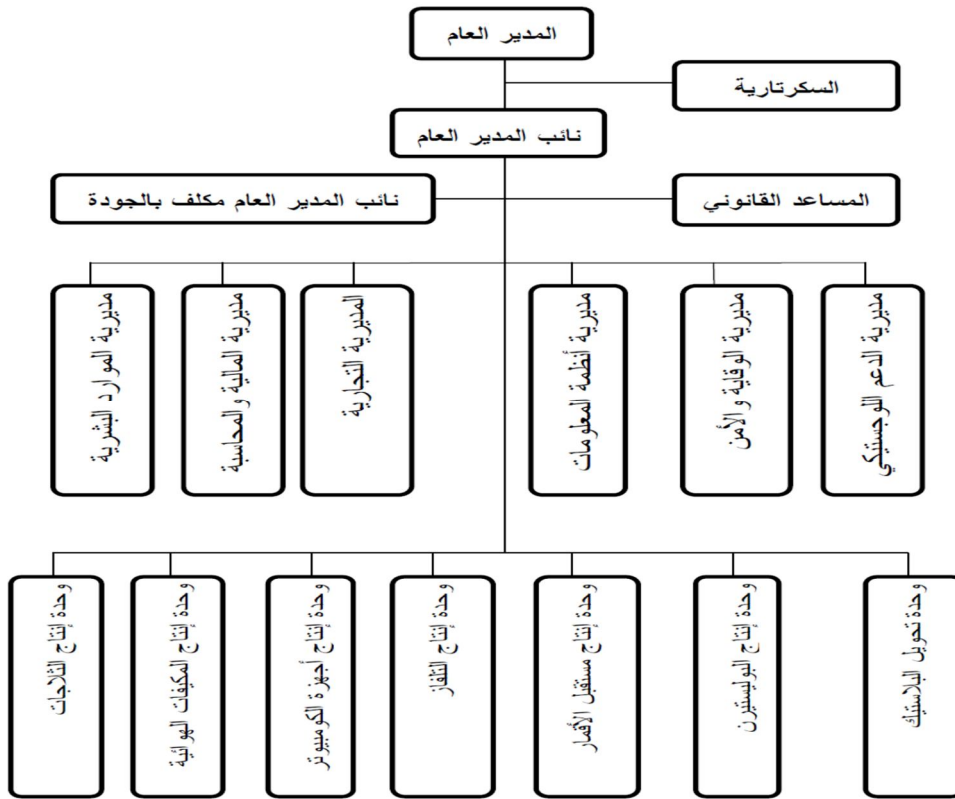 المدير العام
السكرتارية
نائب المدير العام
المساعد القانوني
نائب المدير العام مكلف بالجودة
مديرية الدعم اللوجستيكي
مديرية الوقاية والأمن
مديرية أنظمة المعلومات
المديرية التجارية
مديرية المالية والمحاسبة
مديرية الموارد البشرية
وحدة تحويل البلاستيك
وحدة إنتاج البوليستيرن
وحدة إنتاج مستقبل الأقمار
وحدة إنتاج التلفاز
وحدة إنتاج أجهزة الكومبيوتر
وحدة إنتاج المكيفات الهوائية
وحدة إنتاج الثلاجات